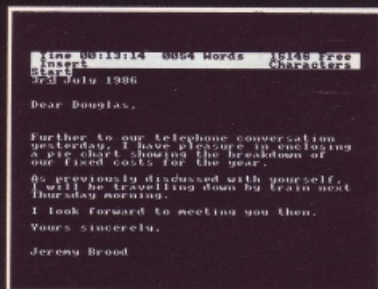 Time 00:13:14 0054 Words 15146 Free
Insert Characters
Start
3rd July 1986
Dear Douglas,
Further to our telephone conversation
yesterday, I have pleasure in enclosing
a pie chart showing the breakdown of
our fixed costs for the year.
As previously discussed with yourself,
I will be travelling down by train next
Thursday morning.
I look forward to meeting you then.
Yours sincerely,
Jeremy Brood